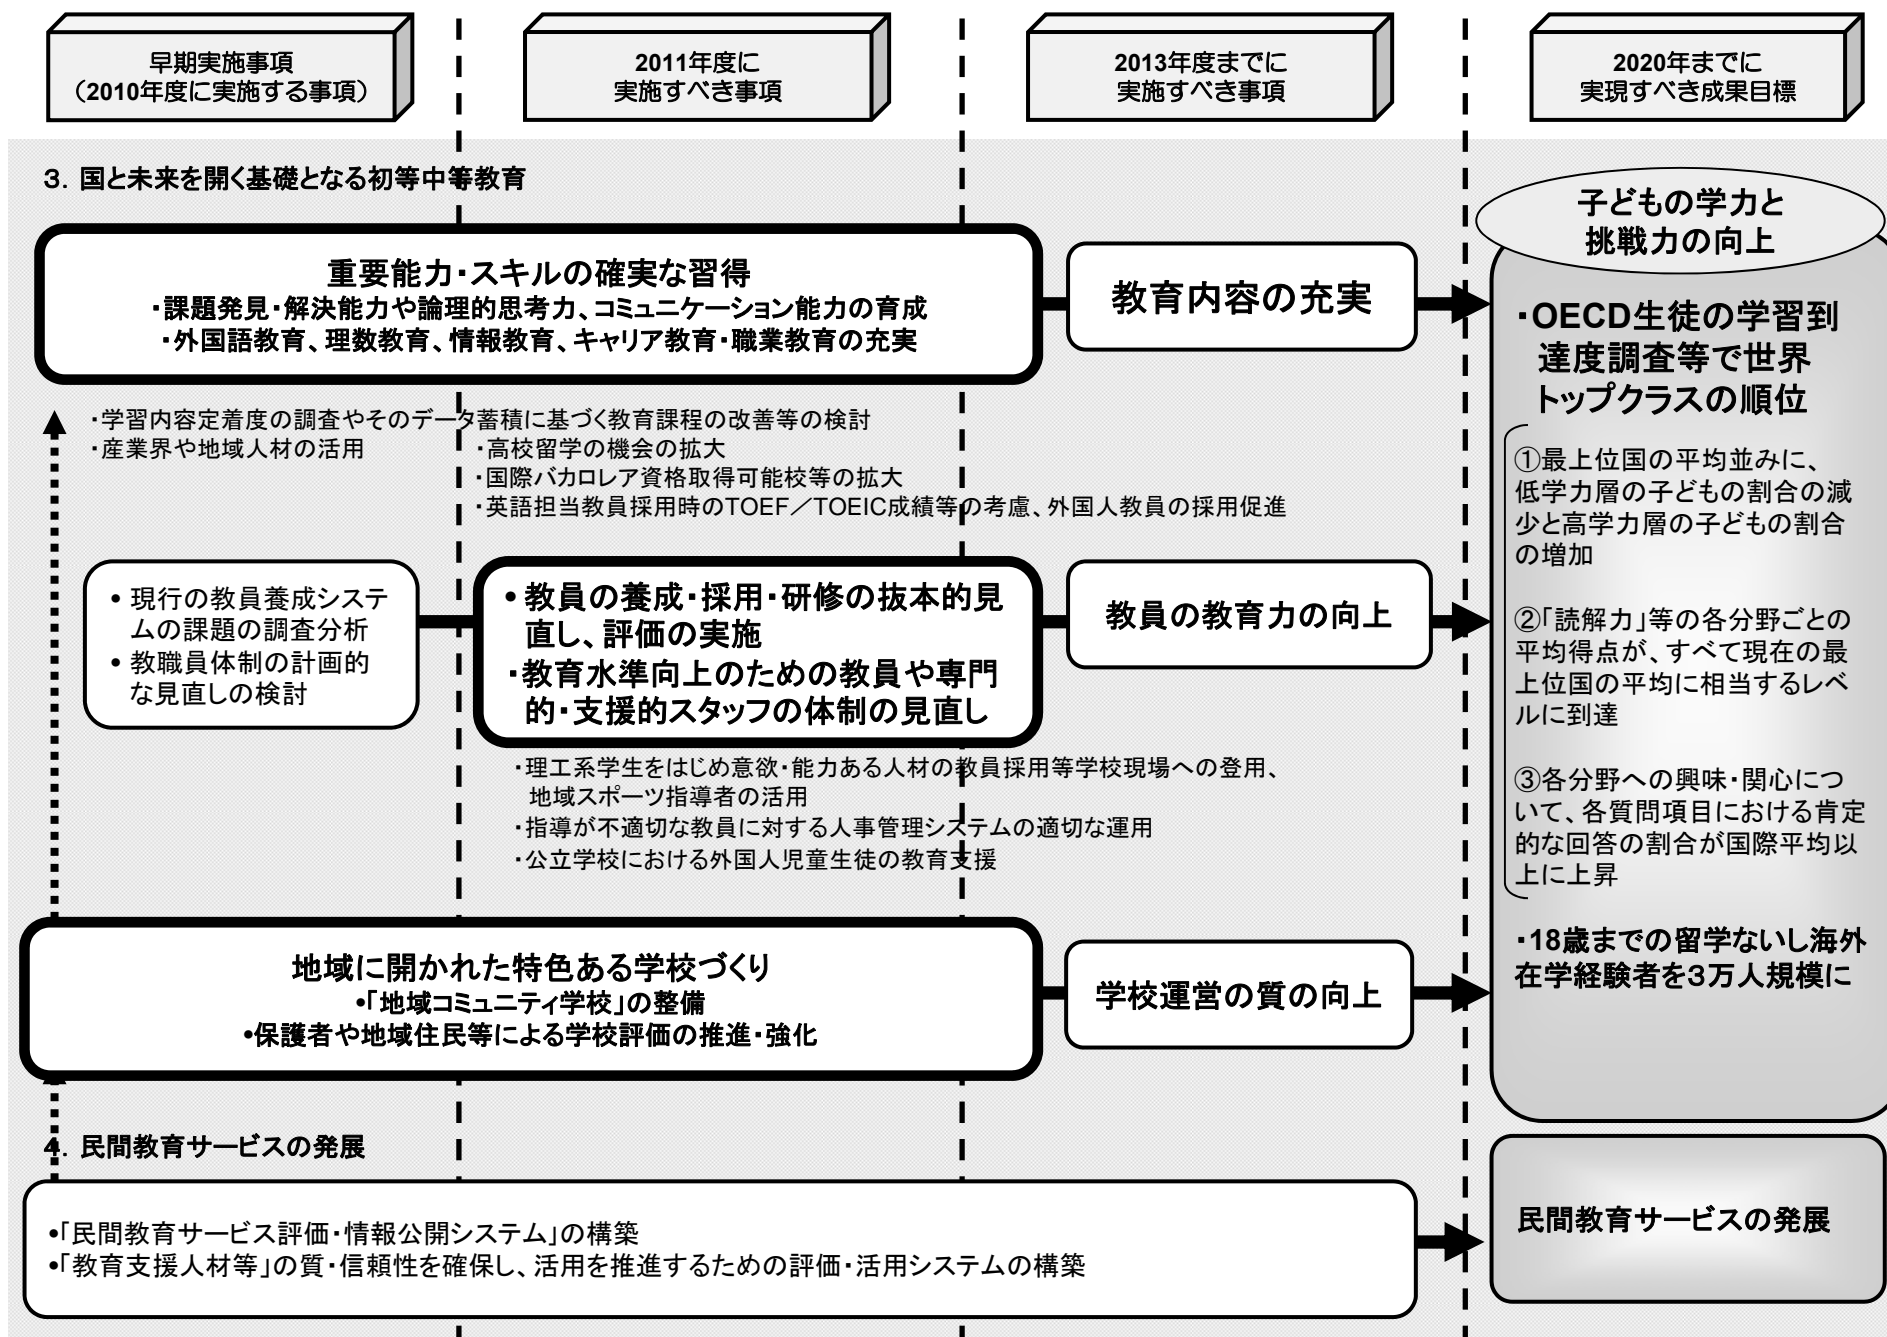 早期実施事項
（2010年度に実施する事項）
2011年度に
実施すべき事項
2013年度までに
実施すべき事項
2020年までに
実現すべき成果目標
３．国と未来を開く基礎となる初等中等教育
重要能力・スキルの確実な習得
・課題発見・解決能力や論理的思考力、コミュニケーション能力の育成
・外国語教育、理数教育、情報教育、キャリア教育・職業教育の充実
教育内容の充実
・学習内容定着度の調査やそのデータ蓄積に基づく教育課程の改善等の検討
・産業界や地域人材の活用
・高校留学の機会の拡大
・国際バカロレア資格取得可能校等の拡大
・英語担当教員採用時のTOEF／TOEIC成績等の考慮、外国人教員の採用促進
• 現行の教員養成システ
ムの課題の調査分析
• 教職員体制の計画的
な見直しの検討
• 教員の養成・採用・研修の抜本的見
直し、評価の実施
・教育水準向上のための教員や専門
的・支援的スタッフの体制の見直し
教員の教育力の向上
・理工系学生をはじめ意欲・能力ある人材の教員採用等学校現場への登用、
地域スポーツ指導者の活用
・指導が不適切な教員に対する人事管理システムの適切な運用
・公立学校における外国人児童生徒の教育支援
地域に開かれた特色ある学校づくり
•「地域コミュニティ学校」の整備
•保護者や地域住民等による学校評価の推進・強化
学校運営の質の向上
子どもの学力と
挑戦力の向上
・OECD生徒の学習到
達度調査等で世界
トップクラスの順位
①最上位国の平均並みに、
低学力層の子どもの割合の減
少と高学力層の子どもの割合
の増加
②「読解力」等の各分野ごとの
平均得点が、すべて現在の最
上位国の平均に相当するレベ
ルに到達
③各分野への興味・関心につ
いて、各質問項目における肯定
的な回答の割合が国際平均以
上に上昇
・18歳までの留学ないし海外
在学経験者を３万人規模に
４．民間教育サービスの発展
•「民間教育サービス評価・情報公開システム」の構築
•「教育支援人材等」の質・信頼性を確保し、活用を推進するための評価・活用システムの構築
民間教育サービスの発展